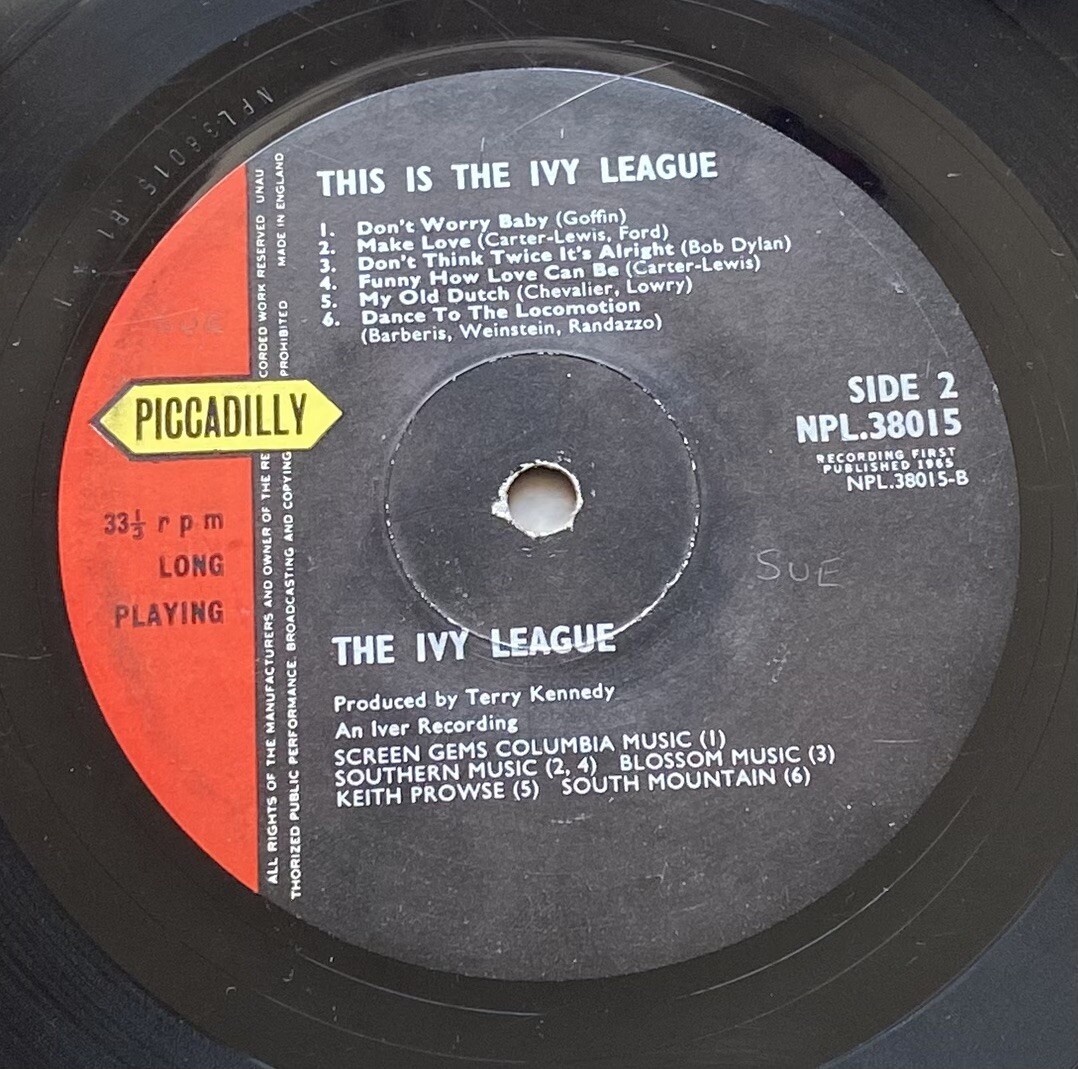 NPL38015 B1
THIS IS THE IVY LEAGUE
1. Don't Worry Baby (Goffin)
2. Make Love (Carter-Lewis, Ford)
3. Don't Think Twice It's Alright (Bob Dylan)
4. Funny How Love Can Be (Carter-Lewis)
5. My Old Dutch (Chevalier, Lowry)
6. Dance To The Locomotion
(Barberis, Weinstein, Randazzo)
PICCADILLY
SIDE 2
NPL.38015
RECORDING FIRST
PUBLISHED 1965
NPL.38015-B
33⅓ r p m
LONG
PLAYING
SUE
THE IVY LEAGUE
Produced by Terry Kennedy
An Iver Recording
SCREEN GEMS COLUMBIA MUSIC (1)
SOUTHERN MUSIC (2, 4) BLOSSOM MUSIC (3)
KEITH PROWSE (5) SOUTH MOUNTAIN (6)
ALL RIGHTS OF THE MANUFACTURERS AND OWNER OF THE RECORDED WORK RESERVED UNAU
THORIZED PUBLIC PERFORMANCE. BROADCASTING AND COPYING PROHIBITED MADE IN ENGLAND